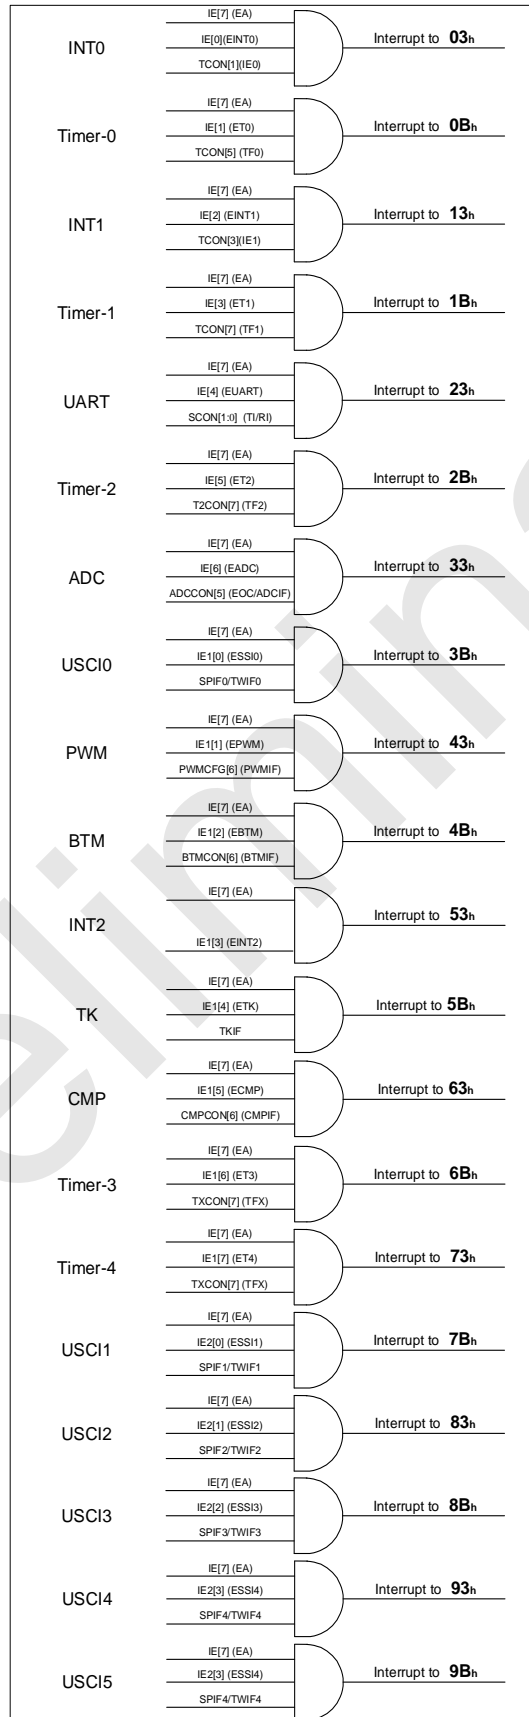 IE[7] (EA)
INT0 IE[0](EINT0) Interrupt to 03h
TCON[1](IE0)
IE[7] (EA)
Timer-0 IE[1] (ET0) Interrupt to 0Bh
TCON[5] (TF0)
IE[7] (EA)
INT1 IE[2] (EINT1) Interrupt to 13h
TCON[3](IE1)
IE[7] (EA)
Timer-1 IE[3] (ET1) Interrupt to 1Bh
TCON[7] (TF1)
IE[7] (EA)
UART IE[4] (EUART) Interrupt to 23h
SCON[1:0] (TI/RI)
IE[7] (EA)
Timer-2 IE[5] (ET2) Interrupt to 2Bh
T2CON[7] (TF2)
IE[7] (EA)
ADC IE[6] (EADC) Interrupt to 33h
ADCCON[5] (EOC/ADCIF)
IE[7] (EA)
USCI0 IE1[0] (ESSI0) Interrupt to 3Bh
SPIF0/TWIF0
IE[7] (EA)
PWM IE1[1] (EPWM) Interrupt to 43h
PWMCFG[6] (PWMIF)
IE[7] (EA)
BTM IE1[2] (EBTM) Interrupt to 4Bh
BTMCON[6] (BTMIF)
IE[7] (EA)
INT2 Interrupt to 53h
IE1[3] (EINT2)
IE[7] (EA)
TK IE1[4] (ETK) Interrupt to 5Bh
TKIF
IE[7] (EA)
CMP IE1[5] (ECMP) Interrupt to 63h
CMPCON[6] (CMPIF)
IE[7] (EA)
Timer-3 IE1[6] (ET3) Interrupt to 6Bh
TXCON[7] (TFX)
IE[7] (EA)
Timer-4 IE1[7] (ET4) Interrupt to 73h
TXCON[7] (TFX)
IE[7] (EA)
USCI1 IE2[0] (ESSI1) Interrupt to 7Bh
SPIF1/TWIF1
IE[7] (EA)
USCI2 IE2[1] (ESSI2) Interrupt to 83h
SPIF2/TWIF2
IE[7] (EA)
USCI3 IE2[2] (ESSI3) Interrupt to 8Bh
SPIF3/TWIF3
IE[7] (EA)
USCI4 IE2[3] (ESSI4) Interrupt to 93h
SPIF4/TWIF4
IE[7] (EA)
USCI5 IE2[3] (ESSI4) Interrupt to 9Bh
SPIF4/TWIF4